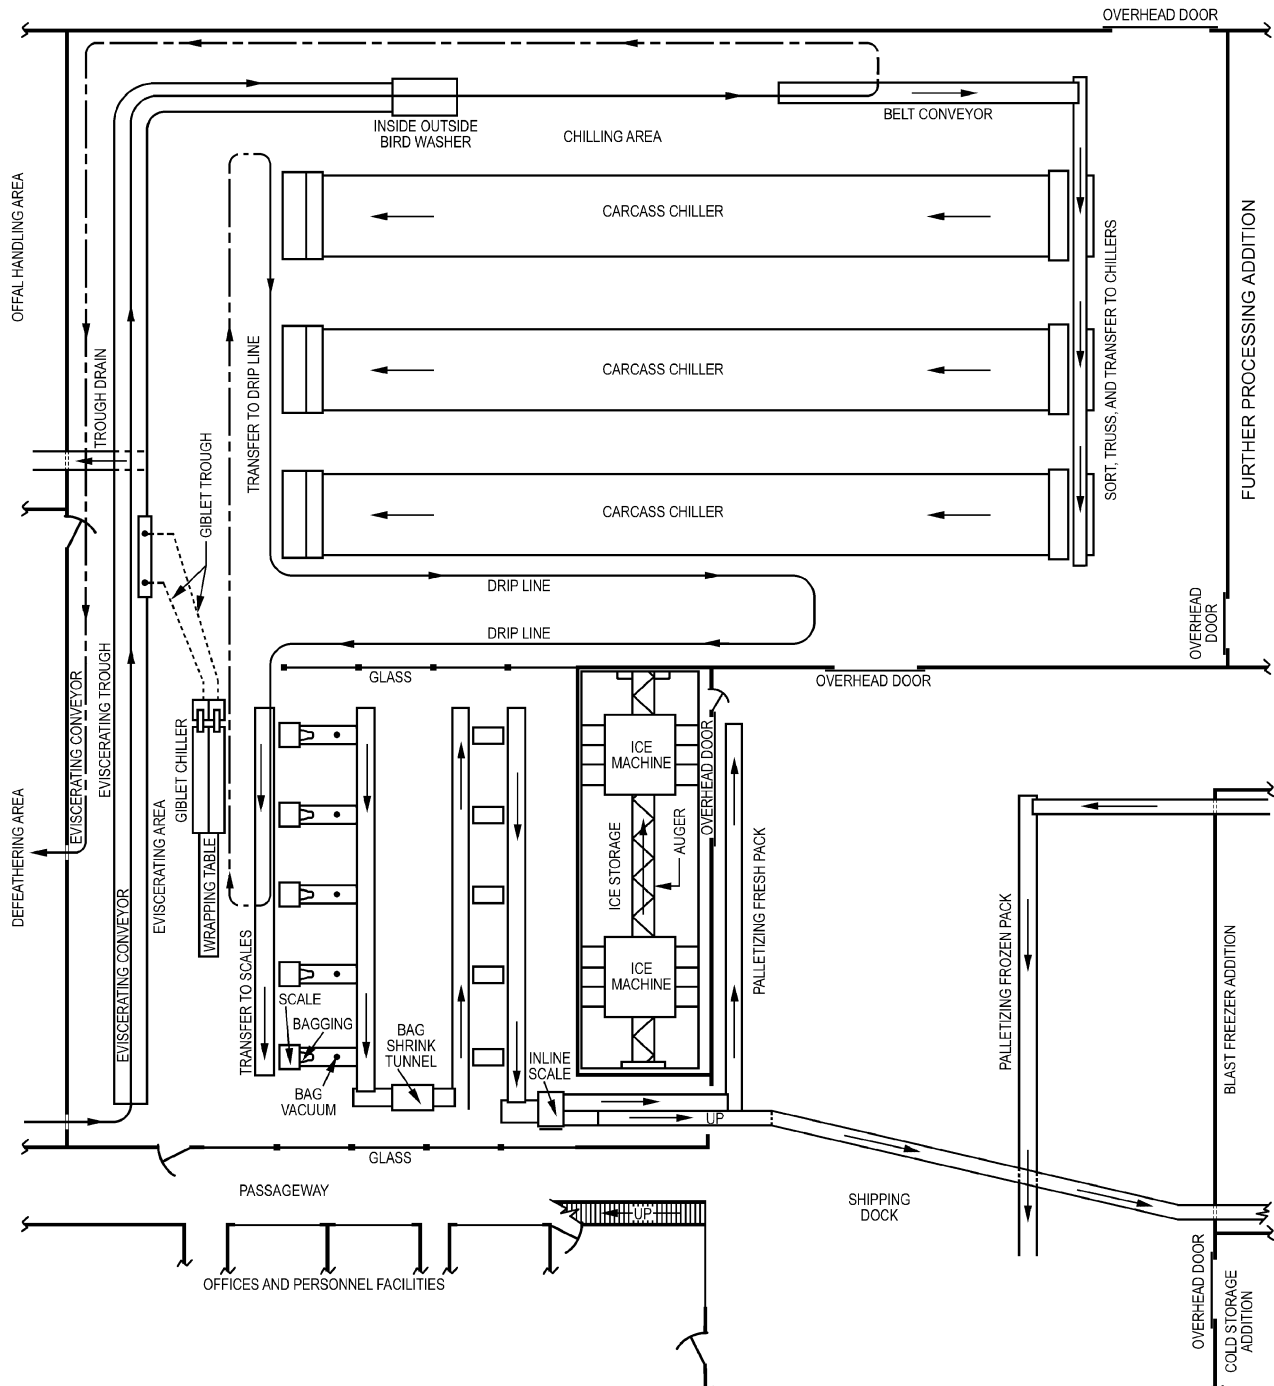 OVERHEAD DOOR
BELT CONVEYOR
INSIDE OUTSIDE
BIRD WASHER
CHILLING AREA
OFFAL HANDLING AREA
CARCASS CHILLER
SORT, TRUSS, AND TRANSFER TO CHILLERS
FURTHER PROCESSING ADDITION
TROUGH DRAIN
TRANSFER TO DRIP LINE
CARCASS CHILLER
GIBLET TROUGH
CARCASS CHILLER
DRIP LINE
DRIP LINE
OVERHEAD
DOOR
GLASS
OVERHEAD DOOR
EVISCERATING CONVEYOR
EVISCERATING TROUGH
GIBLET CHILLER
ICE
MACHINE
OVERHEAD DOOR
DEFEATHERING AREA
EVISCERATING AREA
WRAPPING TABLE
ICE STORAGE
AUGER
PALLETIZING FRESH PACK
PALLETIZING FROZEN PACK
BLAST FREEZER ADDITION
EVISCERATING CONVEYOR
TRANSFER TO SCALES
ICE
MACHINE
SCALE
BAGGING
BAG
SHRINK
TUNNEL
BAG
VACUUM
INLINE
SCALE
UP
GLASS
PASSAGEWAY
UP
SHIPPING
DOCK
OFFICES AND PERSONNEL FACILITIES
OVERHEAD DOOR
COLD STORAGE
ADDITION